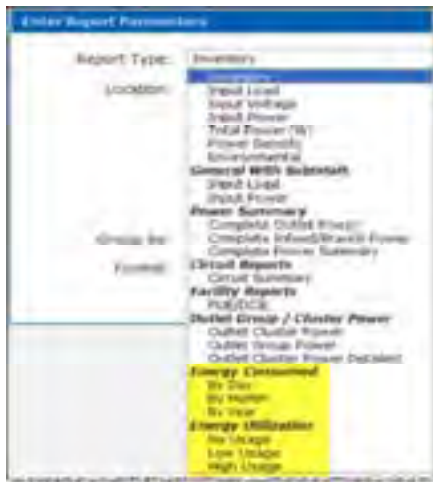 Enter Report Parameters
Report Type: Inventory
Location: Inventory
Input Load
Input Voltage
Input Power
Total Power (W)
Power Density
Environmental
General With Subtotals
Input Load
Input Power
Power Summary
Complete Outlet Power
Group by: Complete Infeed/Branch Power
Complete Power Summary
Format: Circuit Reports
Circuit Summary
Facility Reports
PUE/DCiE
Outlet Group / Cluster Power
Outlet Cluster Power
Outlet Group Power
Outlet Cluster Power Detailed
Energy Consumed
By Day
By Month
By Year
Energy Utilization
No Usage
Low Usage
High Usage